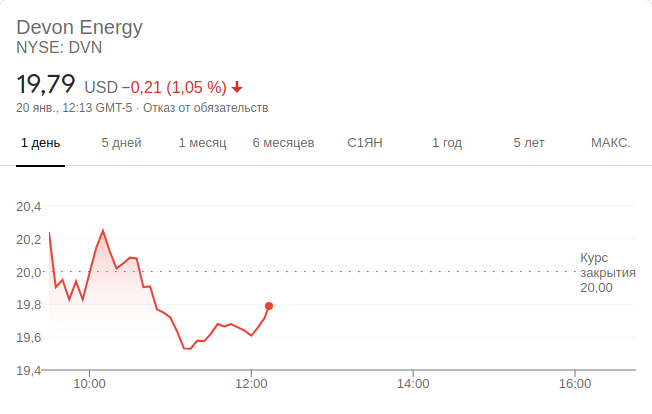 Devon Energy
NYSE: DVN
19,79 USD −0,21 (1,05 %)
20 янв., 12:13 GMT-5 · Отказ от обязательств
1 день 5 дней 1 месяц 6 месяцев С1ЯН 1 год 5 лет МАКС.
20,4
20,2
20,0
19,8
19,6
19,4
Курс
закрытия
20,00
10:00 12:00 14:00 16:00